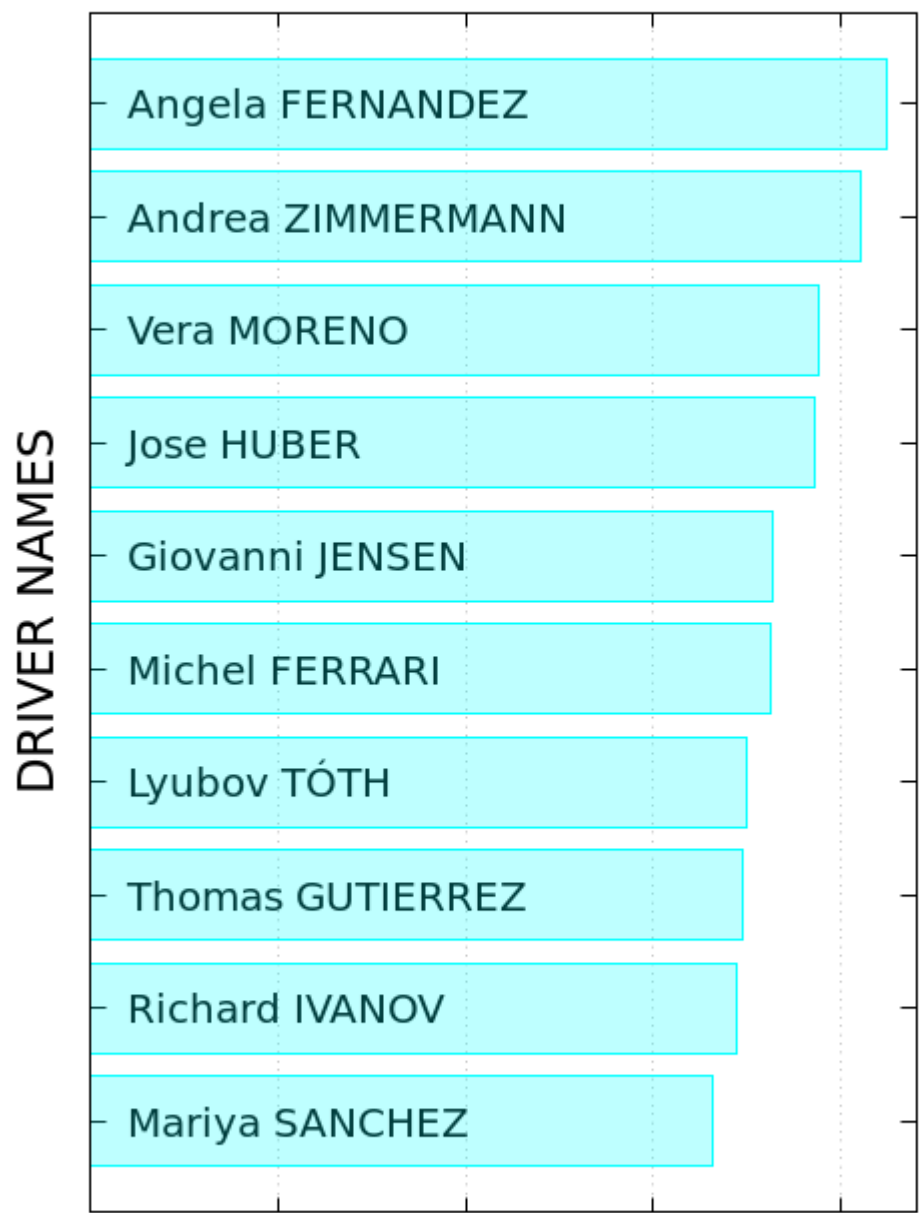 DRIVER NAMES
Angela FERNANDEZ
Andrea ZIMMERMANN
Vera MORENO
Jose HUBER
Giovanni JENSEN
Michel FERRARI
Lyubov TÓTH
Thomas GUTIERREZ
Richard IVANOV
Mariya SANCHEZ